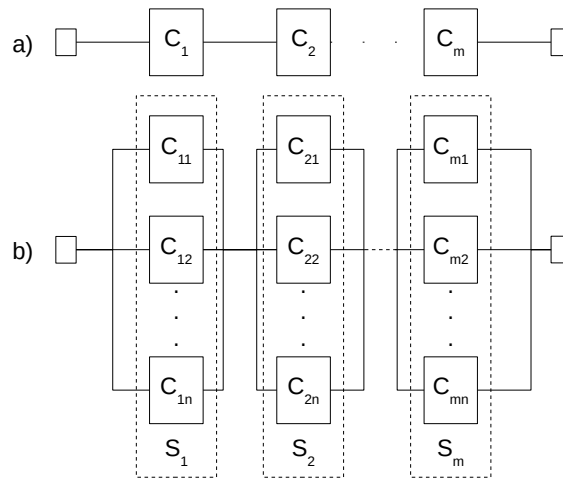 a) C1 C2 . . . Cm
C11 C21 Cm1
b) C12 C22 Cm2
. . .
. . .
. . .
C1n C2n Cmn
S1 S2 Sm